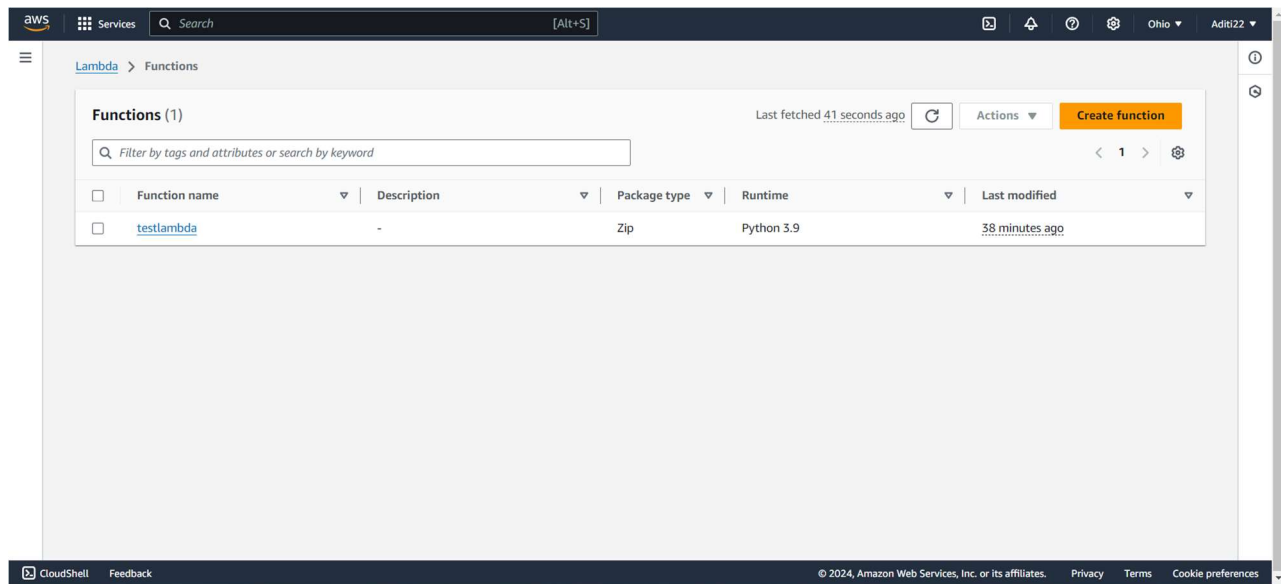 aws Services Search [Alt+S] Ohio Aditi22
Lambda > Functions
Functions (1) Last fetched 41 seconds ago Actions Create function
Filter by tags and attributes or search by keyword 1
Function name Description Package type Runtime Last modified
testlambda - Zip Python 3.9 38 minutes ago
CloudShell Feedback © 2024, Amazon Web Services, Inc. or its affiliates. Privacy Terms Cookie preferences